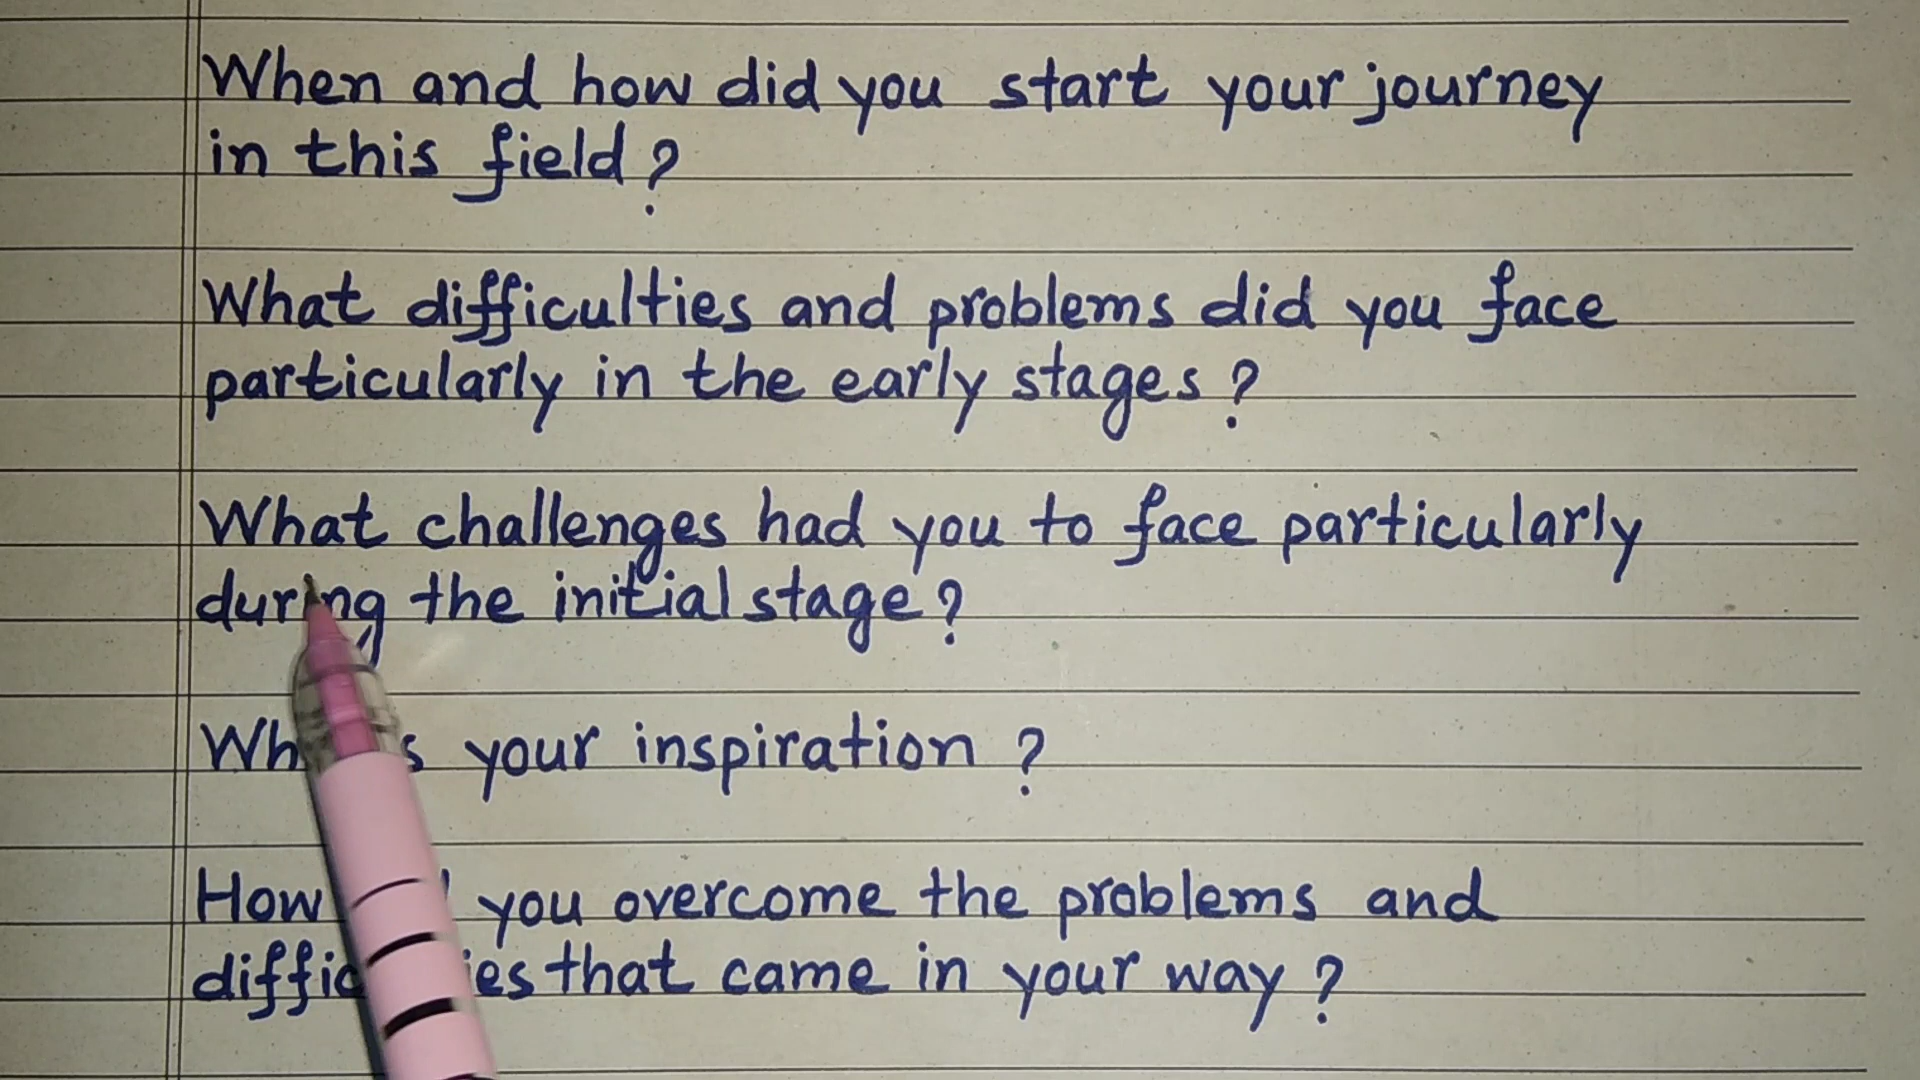 When and how did you start your journey
in this field?
What difficulties and problems did you face
particularly in the early stages?
What challenges had you to face particularly
during the initial stage?
your inspiration?
How you overcome the problems and
that came in your way?